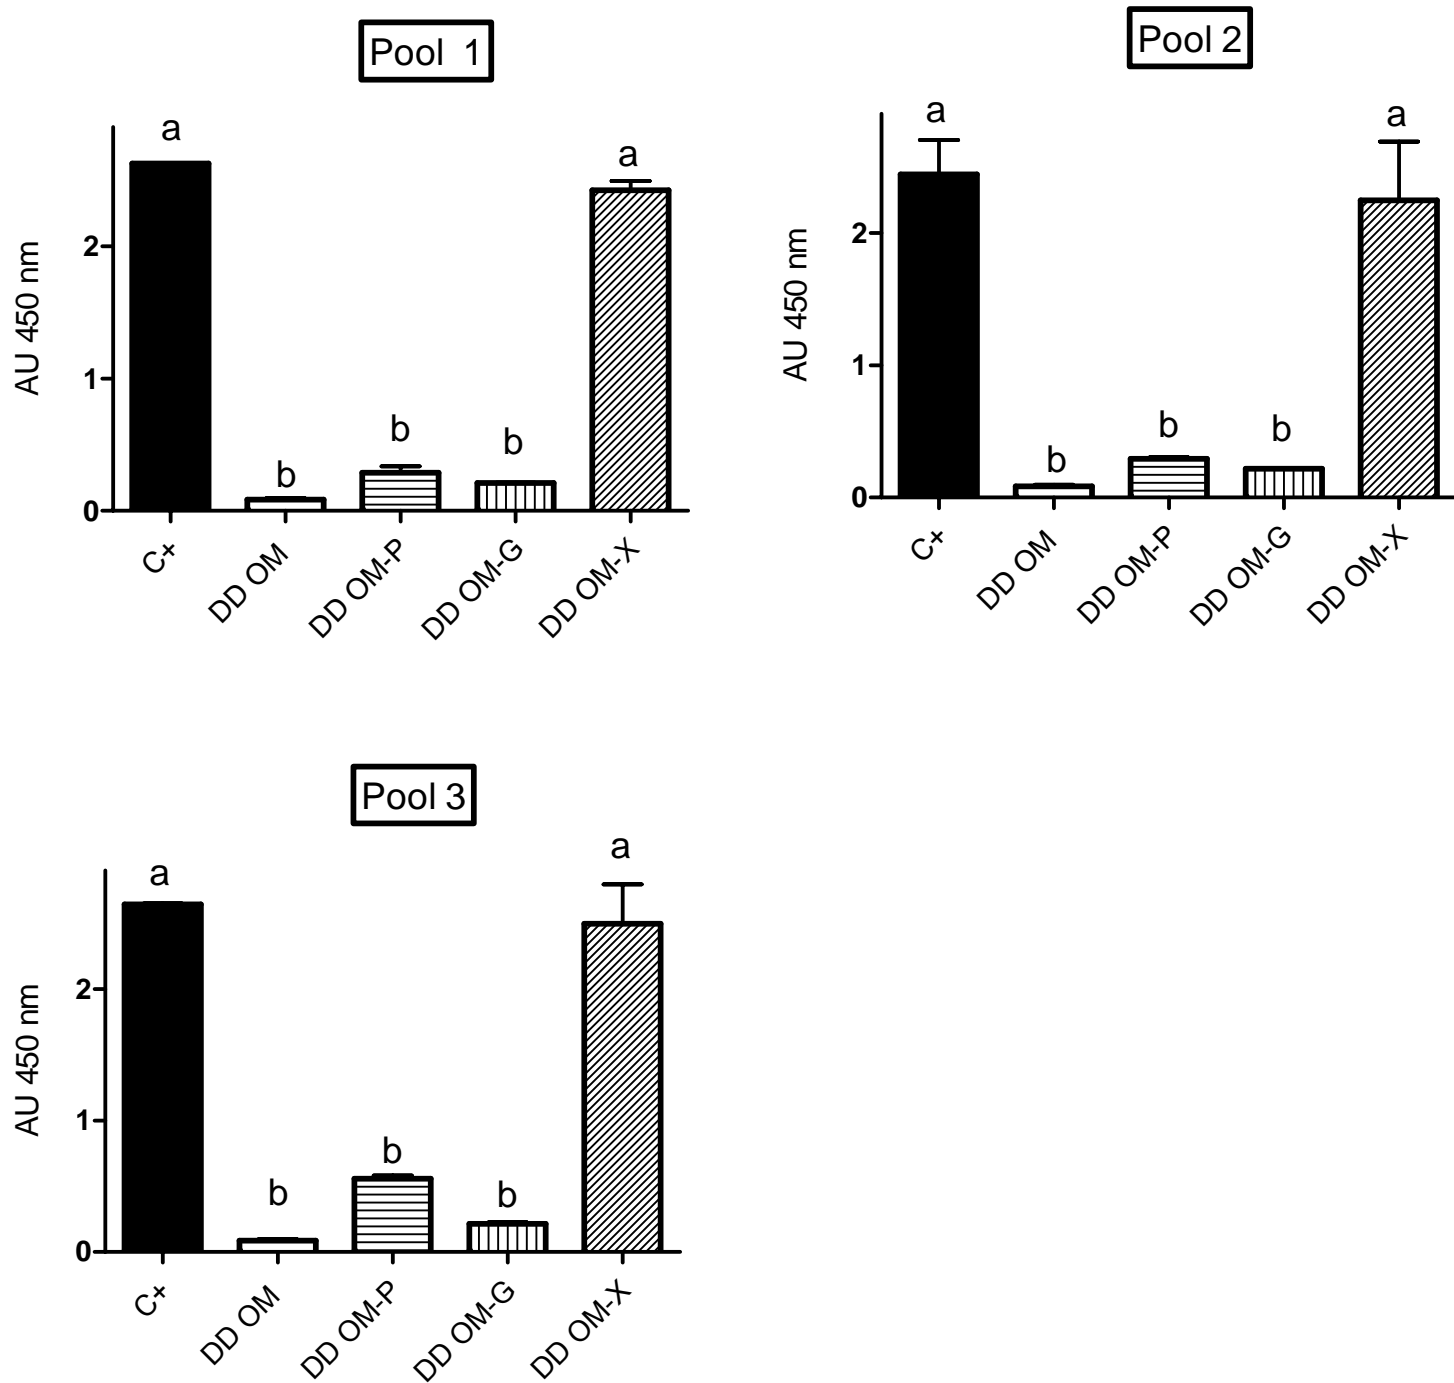 Pool 1
a
a
b
b
b
AU 450 nm
2
1
0
C+
DD OM
DD OM-P
DD OM-G
DD OM-X
Pool 2
a
a
b
b
b
AU 450 nm
2
1
0
C+
DD OM
DD OM-P
DD OM-G
DD OM-X
Pool 3
a
a
b
b
b
AU 450 nm
2
1
0
C+
DD OM
DD OM-P
DD OM-G
DD OM-X